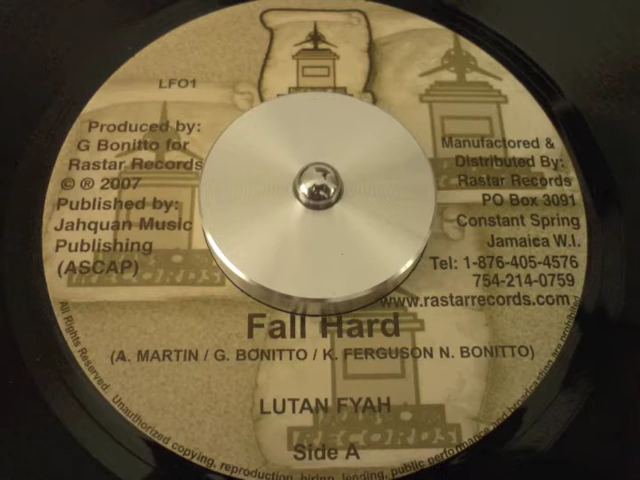 LFO1
Produced by:
G Bonitto for
Rastar Records
© ® 2007
Published by:
Jahquan Music
Publishing
(ASCAP)
Manufactored &
Distributed By:
Rastar Records
PO Box 3091
Constant Spring
Jamaica W.I.
Tel: 1-876-405-4576
754-214-0759
www.rastarrecords.com
Fall Hard
(A. MARTIN / G. BONITTO / K. FERGUSON N. BONITTO)
LUTAN FYAH
Side A
All Rights Reserved. Unauthorized copying, reproduction, hiring, lending, public performance and broadcasting are prohibited
RECORDS
RECORDS